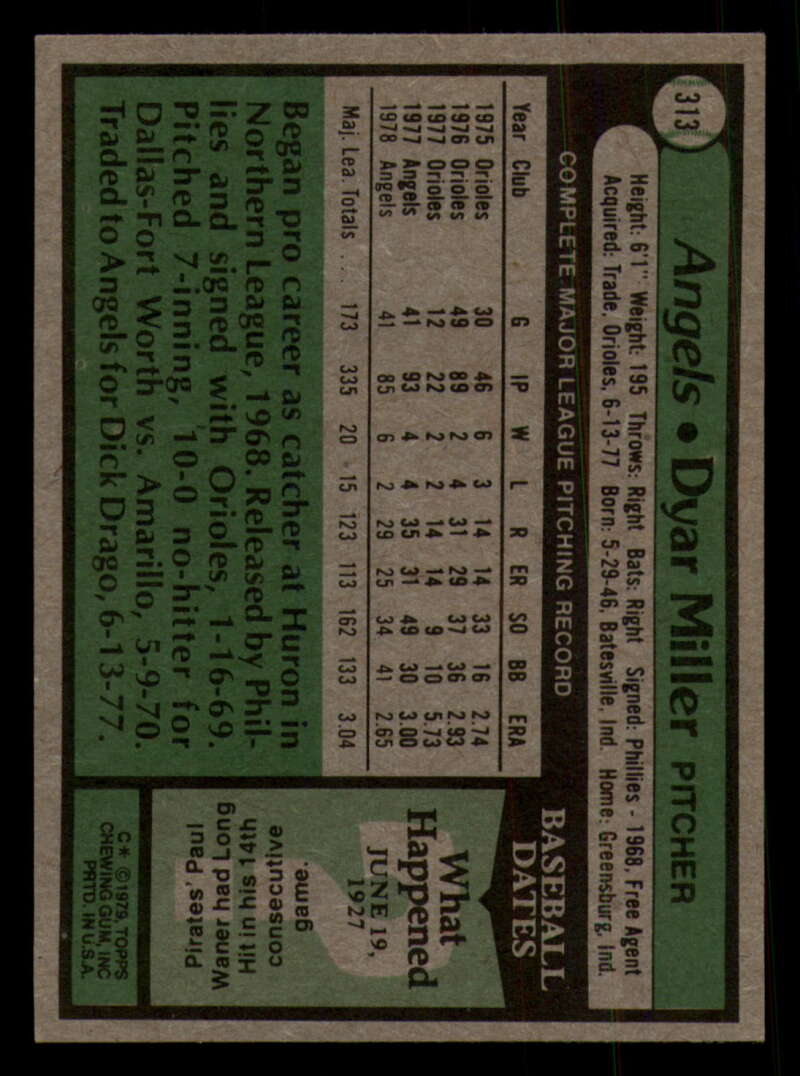 313
Angels • Dyar Miller PITCHER
Height: 6'1" Weight: 195 Throws: Right Bats: Right Signed: Phillies - 1968, Free Agent
Acquired: Trade, Orioles, 6-13-77 Born: 5-29-46, Batesville, Ind. Home: Greensburg, Ind.
COMPLETE MAJOR LEAGUE PITCHING RECORD
Year Club G IP W L R ER SO BB ERA
1975 Orioles 30 46 6 3 14 14 33 16 2.74
1976 Orioles 49 89 2 4 31 29 37 36 2.93
1977 Orioles 12 22 2 2 14 14 9 10 5.73
1977 Angels 41 93 4 4 35 31 49 30 3.00
1978 Angels 41 85 6 2 29 25 34 41 2.65
Maj. Lea. Totals . . . 173 335 20 15 123 113 162 133 3.04
Began pro career as catcher at Huron in
Northern League, 1968. Released by Phil-
lies and signed with Orioles, 1-16-69.
Pitched 7-inning, 10-0 no-hitter for
Dallas-Fort Worth vs. Amarillo, 5-9-70.
Traded to Angels for Dick Drago, 6-13-77.
BASEBALL
DATES
What
Happened
JUNE 19,
1927
?
Pirates' Paul
Waner had Long
Hit in his 14th
consecutive
game.
C* ©1979, TOPPS
CHEWING GUM, INC
PRTD. IN U.S.A.